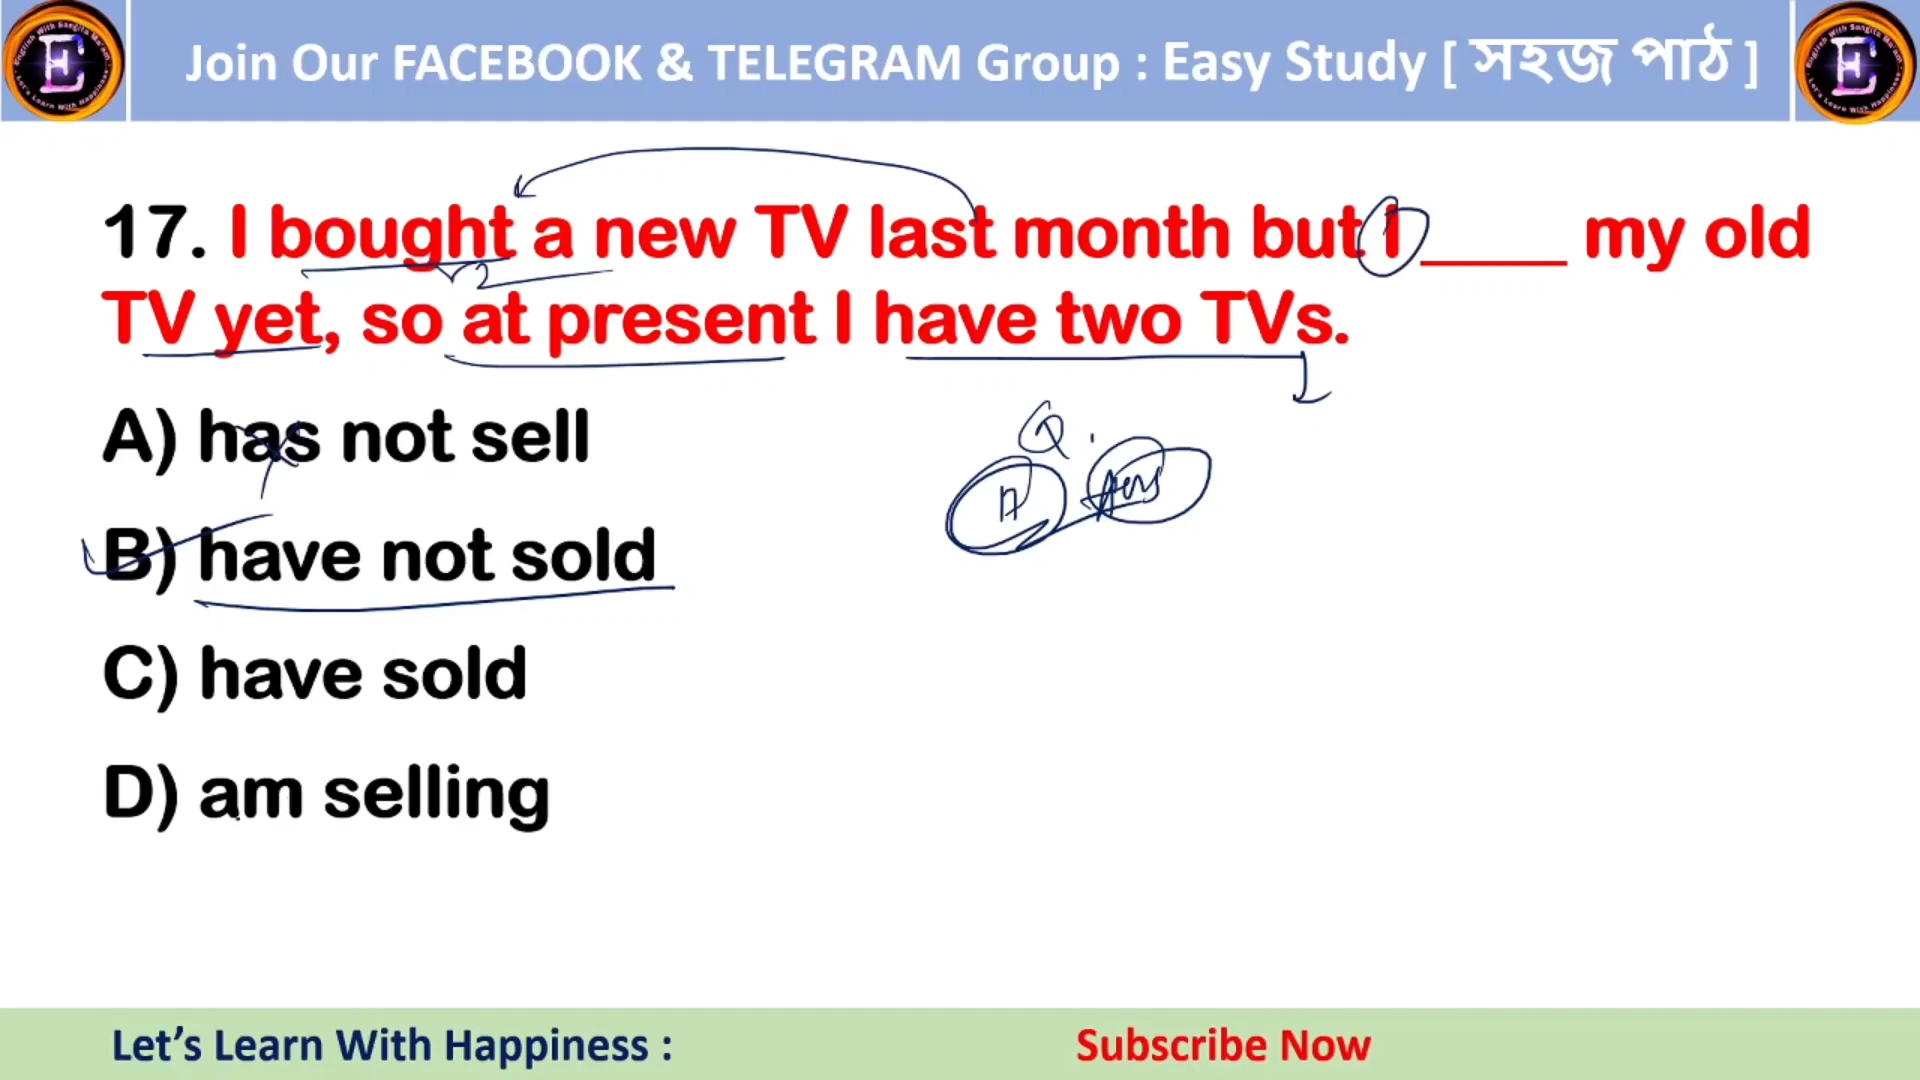 Join Our FACEBOOK & TELEGRAM Group : Easy Study [ সহজ পাঠ ]
17. I bought a new TV last month but I ____ my old
TV yet, so at present I have two TVs.
A) has not sell
B) have not sold
C) have sold
D) am selling
Let's Learn With Happiness :
Subscribe Now